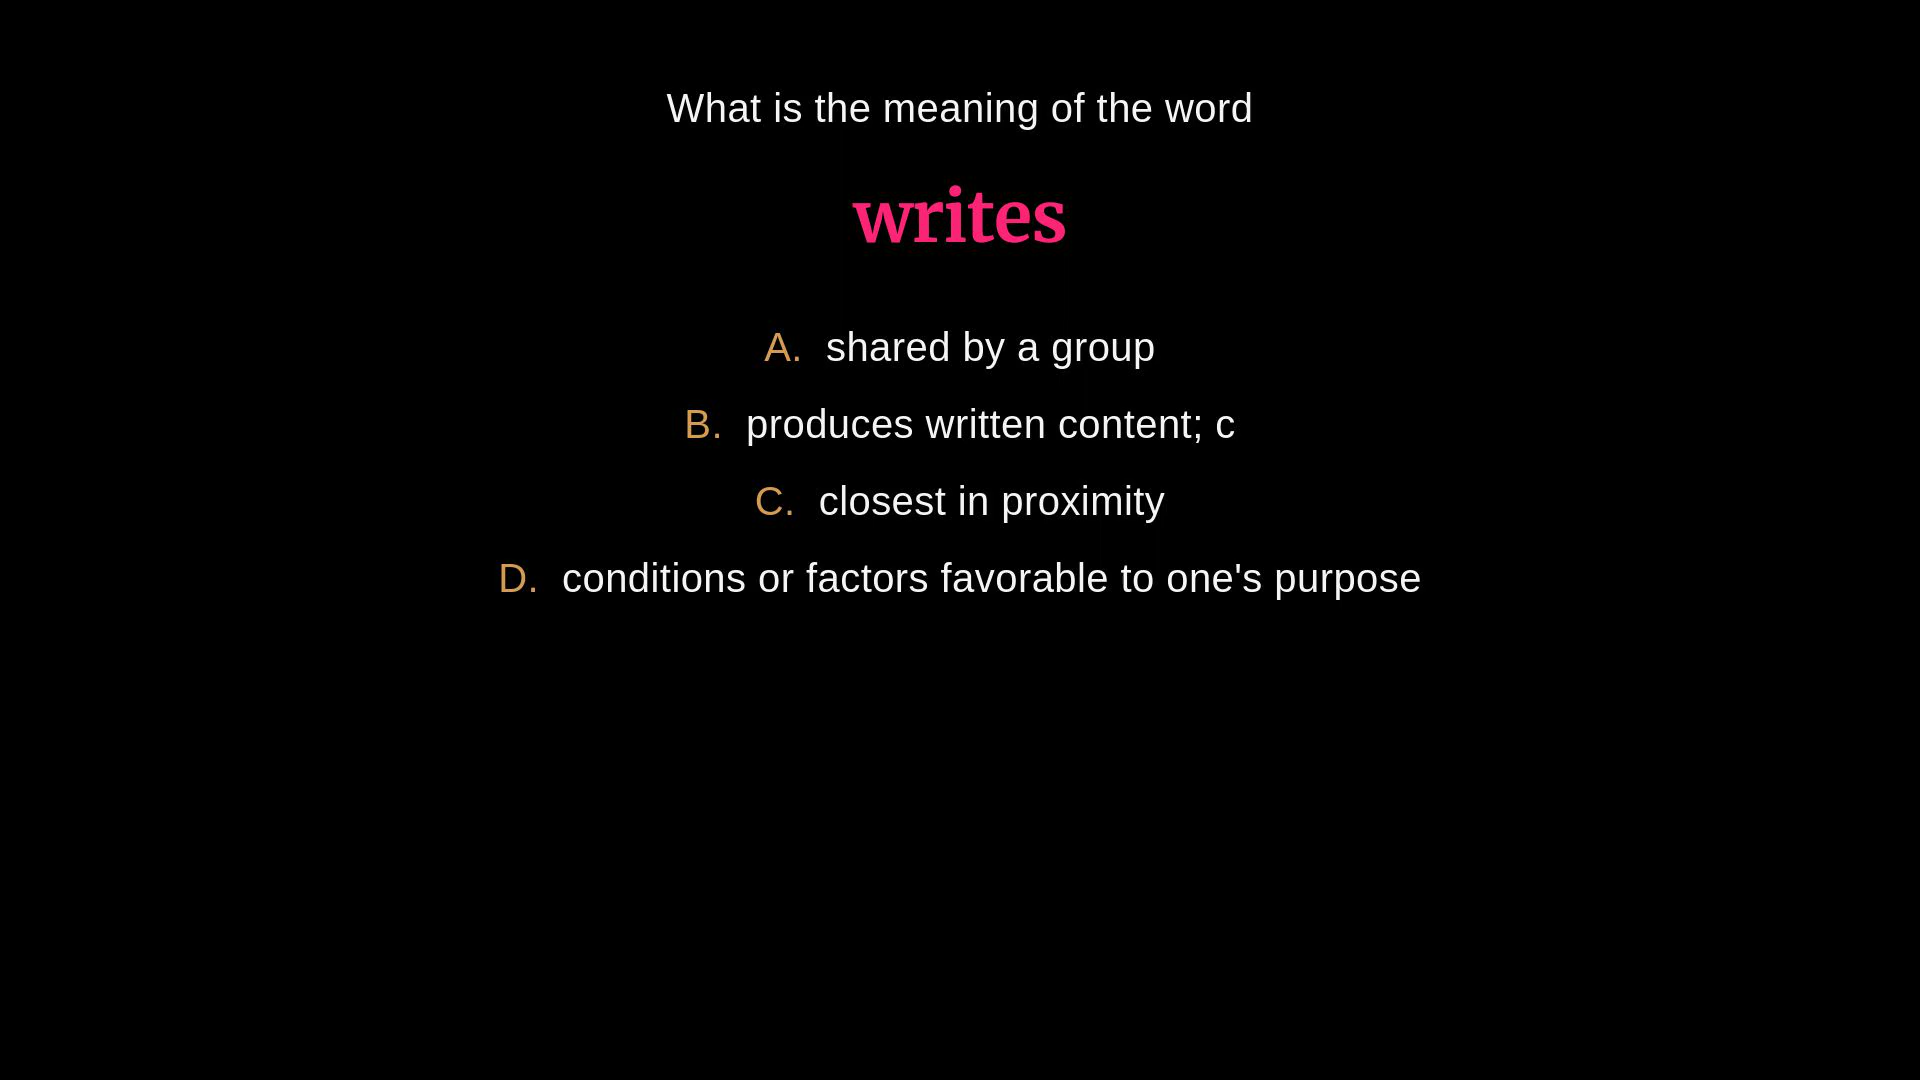 What is the meaning of the word
writes
A. shared by a group
B. produces written content; c
C. closest in proximity
D. conditions or factors favorable to one's purpose